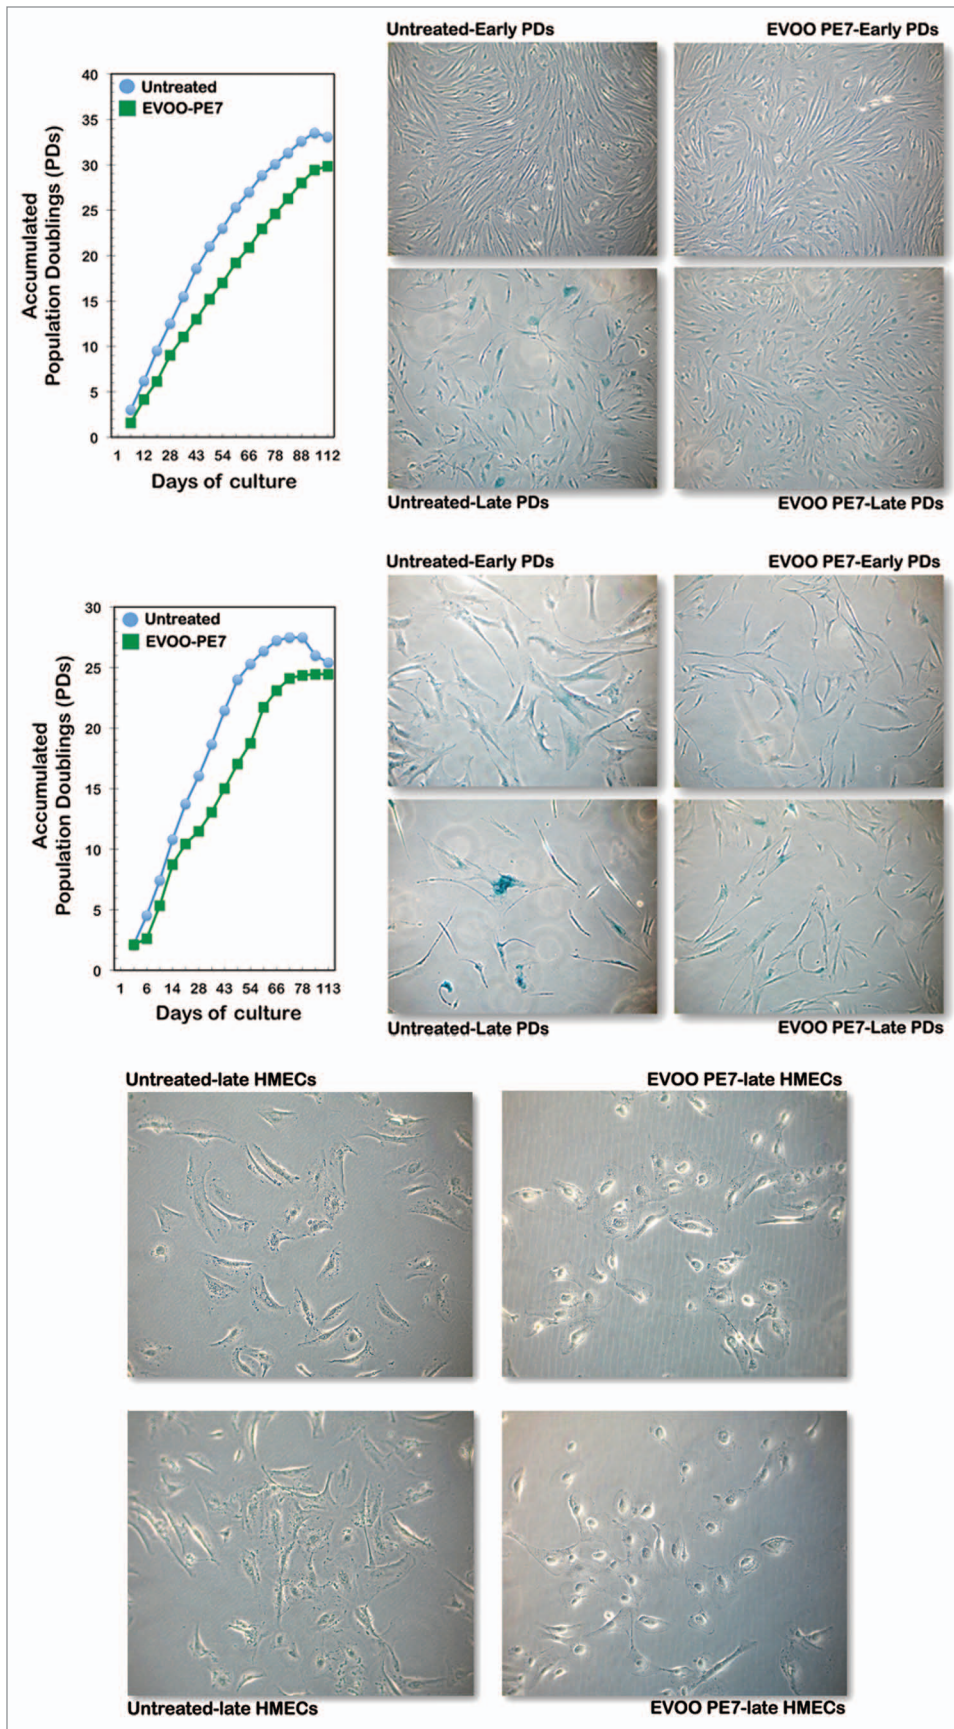 Untreated-Early PDs
EVOO PE7-Early PDs
40
35
30
25
20
15
10
5
0
Untreated
EVOO-PE7
Accumulated
Population Doublings (PDs)
1 12 28 43 54 66 78 88 112
Days of culture
Untreated-Late PDs
EVOO PE7-Late PDs
Untreated-Early PDs
EVOO PE7-Early PDs
30
25
20
15
10
5
0
Untreated
EVOO-PE7
Accumulated
Population Doublings (PDs)
1 6 14 28 43 54 66 78 113
Days of culture
Untreated-Late PDs
EVOO PE7-Late PDs
Untreated-late HMECs
EVOO PE7-late HMECs
Untreated-late HMECs
EVOO PE7-late HMECs